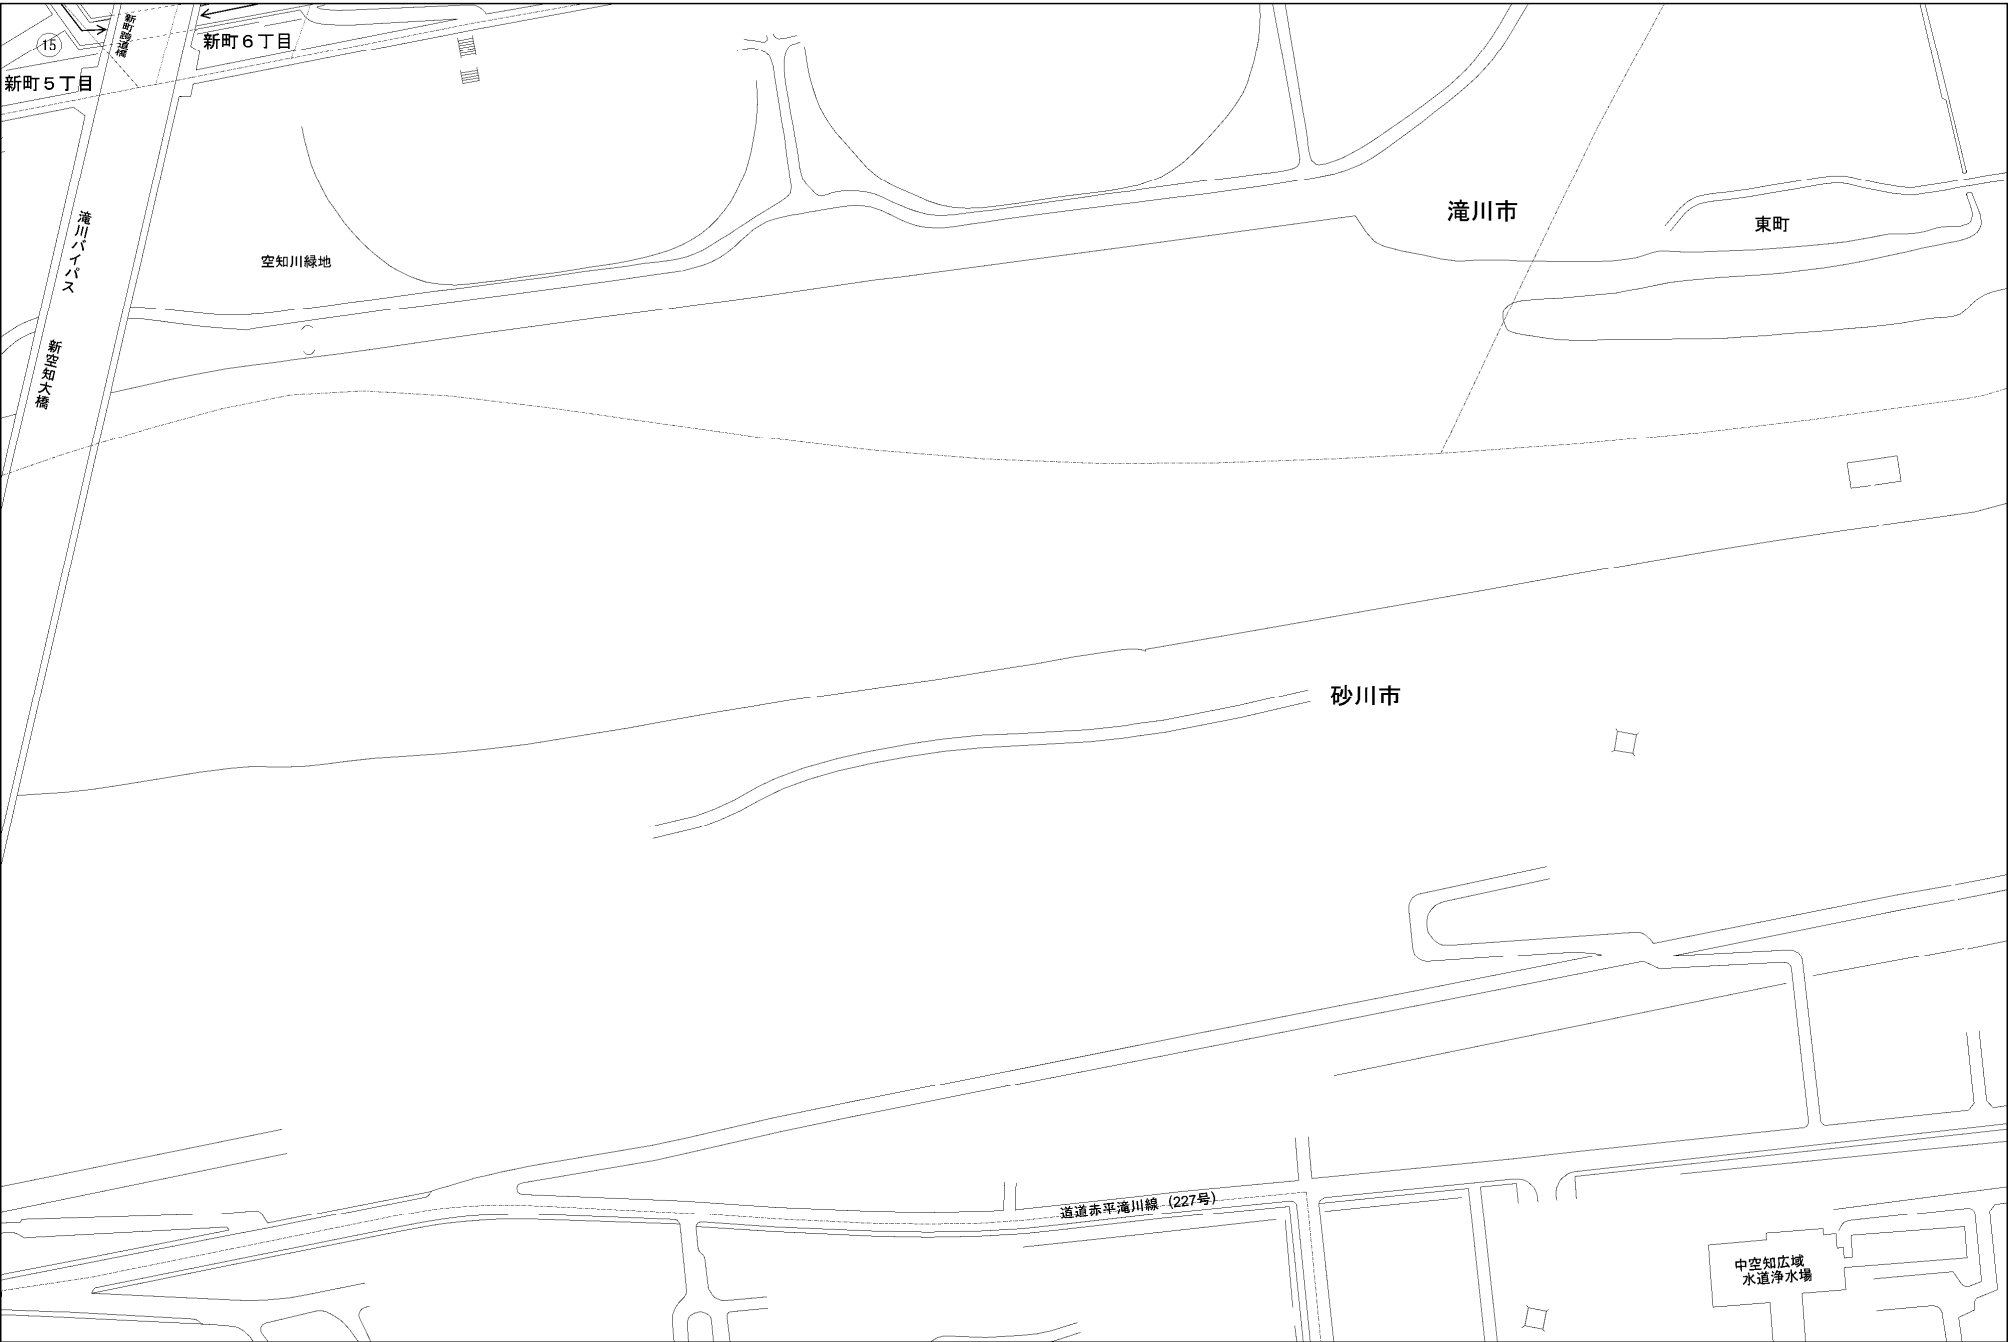 新町跨道橋
新町６丁目
15
新町５丁目
滝川バイパス
滝川市
東町
空知川緑地
新空知大橋
砂川市
道道赤平滝川線（227号）
中空知広域
水道浄水場